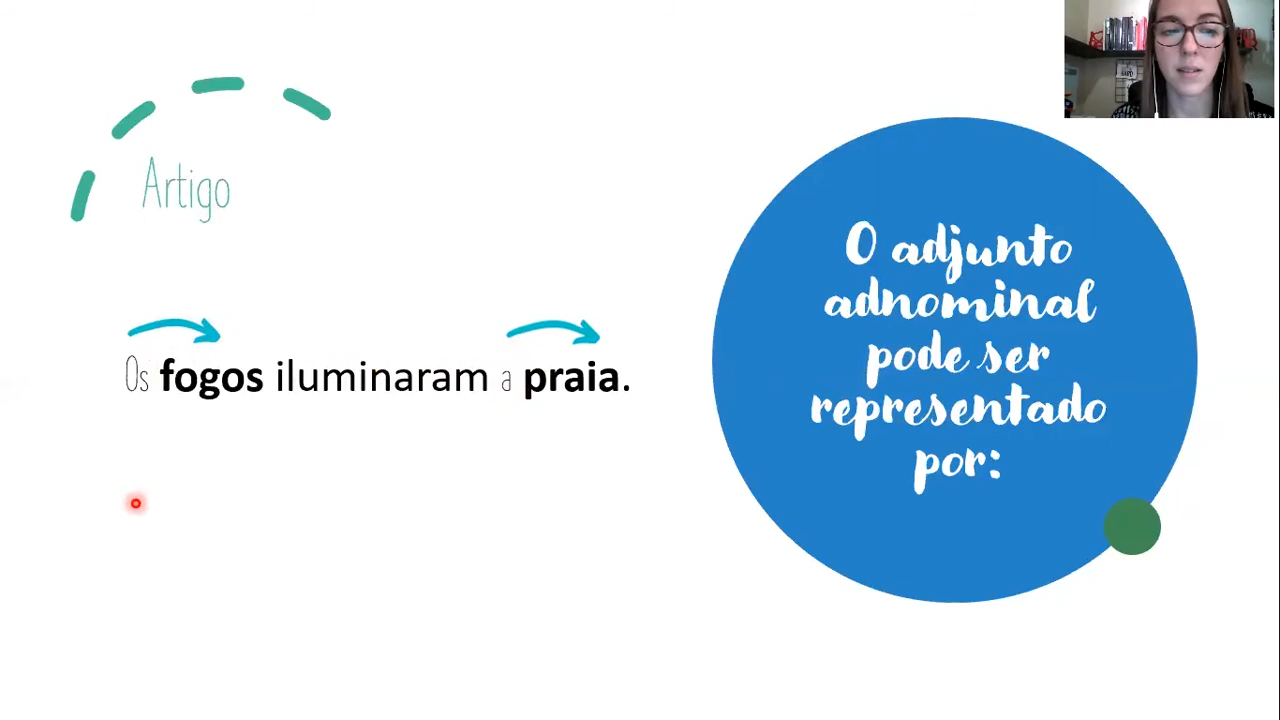 Artigo
Os fogos iluminaram a praia.
O adjunto
adnominal
pode ser
representado
por: